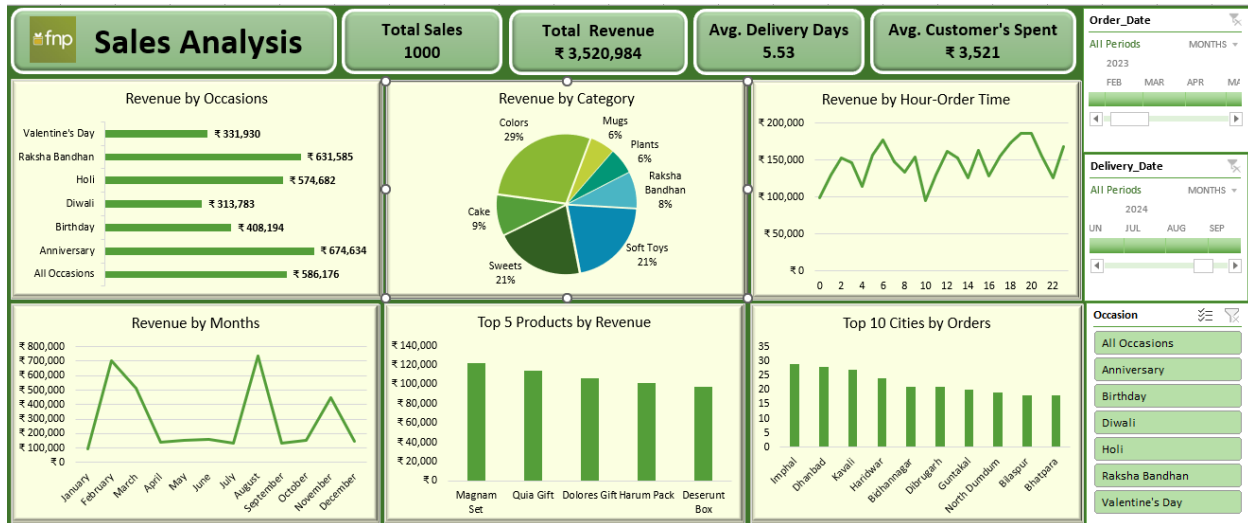 fnp
Sales Analysis
Total Sales
1000
Total Revenue
₹ 3,520,984
Avg. Delivery Days
5.53
Avg. Customer's Spent
₹ 3,521
Order_Date
All Periods MONTHS
2023
FEB MAR APR MA
Revenue by Occasions
Valentine's Day ₹ 331,930
Raksha Bandhan ₹ 631,585
Holi ₹ 574,682
Diwali ₹ 313,783
Birthday ₹ 408,194
Anniversary ₹ 674,634
All Occasions ₹ 586,176
Revenue by Category
Colors
29%
Mugs
6%
Plants
6%
Raksha
Bandhan
8%
Soft Toys
21%
Sweets
21%
Cake
9%
Revenue by Hour-Order Time
₹ 200,000
₹ 150,000
₹ 100,000
₹ 50,000
₹ 0
0 2 4 6 8 10 12 14 16 18 20 22
Delivery_Date
All Periods MONTHS
2024
UN JUL AUG SEP
Revenue by Months
₹ 800,000
₹ 700,000
₹ 600,000
₹ 500,000
₹ 400,000
₹ 300,000
₹ 200,000
₹ 100,000
₹ 0
January February March April May June July August September October November December
Top 5 Products by Revenue
₹ 140,000
₹ 120,000
₹ 100,000
₹ 80,000
₹ 60,000
₹ 40,000
₹ 20,000
₹ 0
Magnam Quia Gift Dolores Gift Harum Pack Deserunt
Set Box
Top 10 Cities by Orders
35
30
25
20
15
10
5
0
Imphal Dhanbad Kavali Haridwar Bidhannagar Dibrugarh Guntakal North Dumdum Bilaspur Bhatpara
Occasion
All Occasions
Anniversary
Birthday
Diwali
Holi
Raksha Bandhan
Valentine's Day